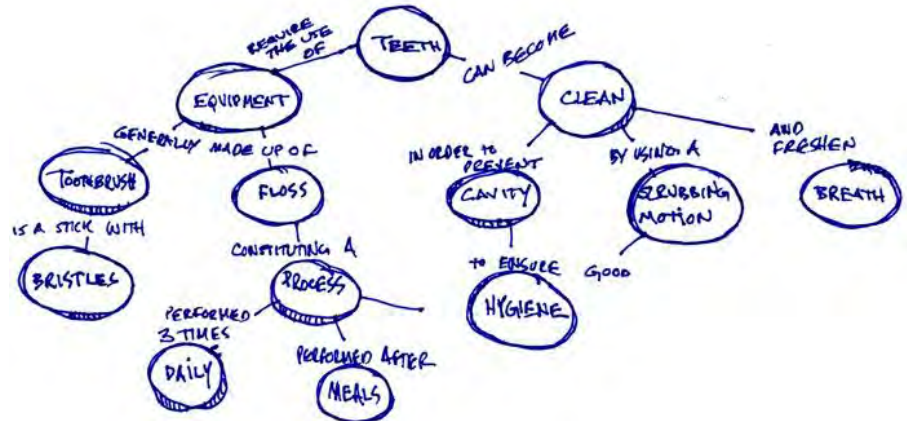 REQUIRE
THE USE
OF
TEETH
CAN BECOME
EQUIPMENT
CLEAN
GENERALLY
MADE UP OF
IN ORDER TO
PREVENT
BY USING A
AND
FRESHEN
TOOTHBRUSH
FLOSS
CAVITY
SCRUBBING
MOTION
BREATH
IS A STICK WITH
CONSTITUTING A
TO ENSURE
GOOD
BRISTLES
PROCESS
HYGIENE
PERFORMED
3 TIMES
PERFORMED AFTER
DAILY
MEALS